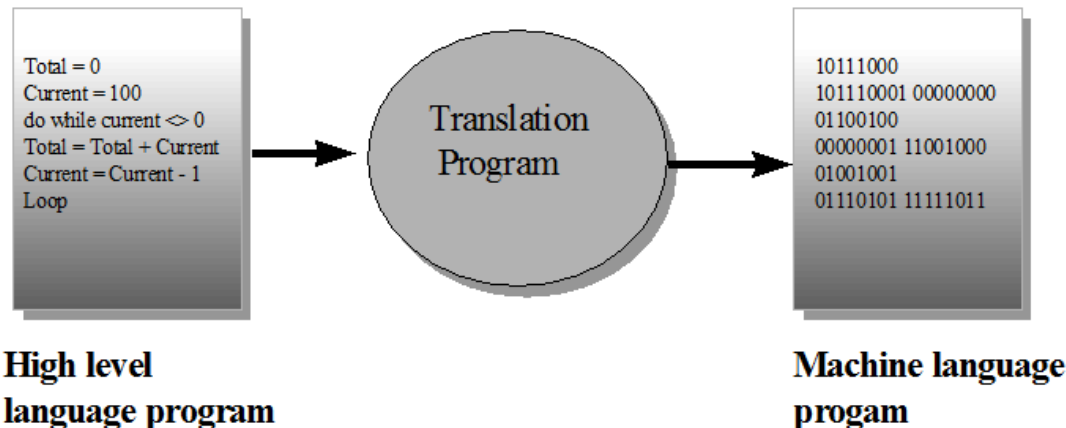 Total = 0
Current = 100
do while current <> 0
Total = Total + Current
Current = Current - 1
Loop
Translation
Program
10111000
101110001 00000000
01100100
00000001 11001000
01001001
01110101 11111011
High level
language program
Machine language
progam